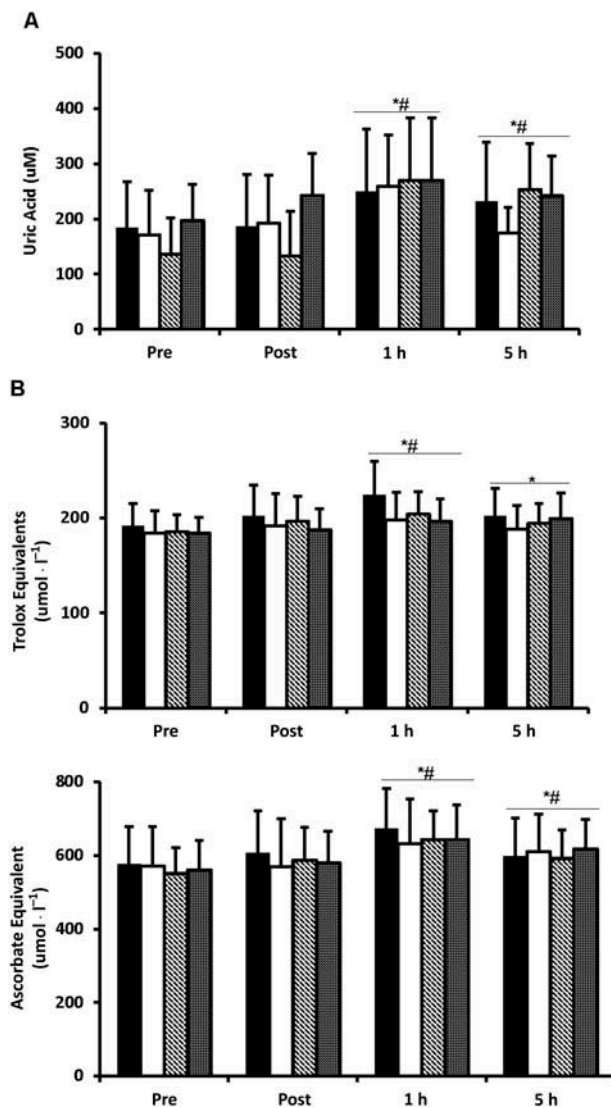 A
Uric Acid (uM)
500
400
300
200
100
0
*#
*#
Pre Post 1 h 5 h
B
Trolox Equivalents
(umol · l⁻¹)
300
200
100
0
*#
*
Pre Post 1 h 5 h
Ascorbate Equivalent
(umol · l⁻¹)
800
600
400
200
0
*#
*#
Pre Post 1 h 5 h